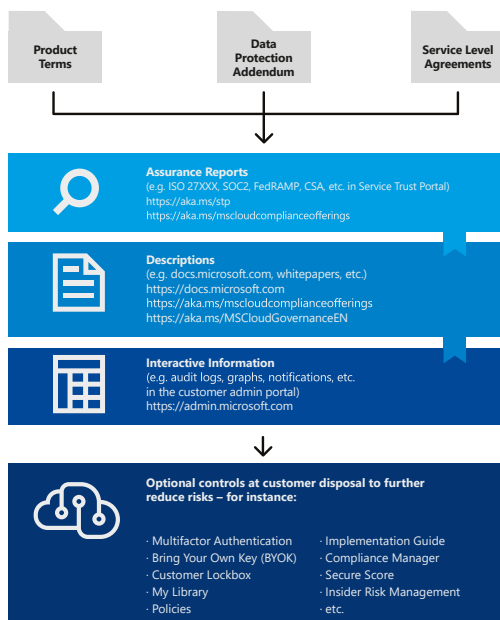 Product
Terms
Data
Protection
Addendum
Service Level
Agreements
Assurance Reports
(e.g. ISO 27XXX, SOC2, FedRAMP, CSA, etc. in Service Trust Portal)
https://aka.ms/stp
https://aka.ms/mscloudcomplianceofferings
Descriptions
(e.g. docs.microsoft.com, whitepapers, etc.)
https://docs.microsoft.com
https://aka.ms/mscloudcomplianceofferings
https://aka.ms/MSCloudGovernanceEN
Interactive Information
(e.g. audit logs, graphs, notifications, etc.
in the customer admin portal)
https://admin.microsoft.com
Optional controls at customer disposal to further
reduce risks – for instance:
· Multifactor Authentication
· Bring Your Own Key (BYOK)
· Customer Lockbox
· My Library
· Policies
· Implementation Guide
· Compliance Manager
· Secure Score
· Insider Risk Management
· etc.